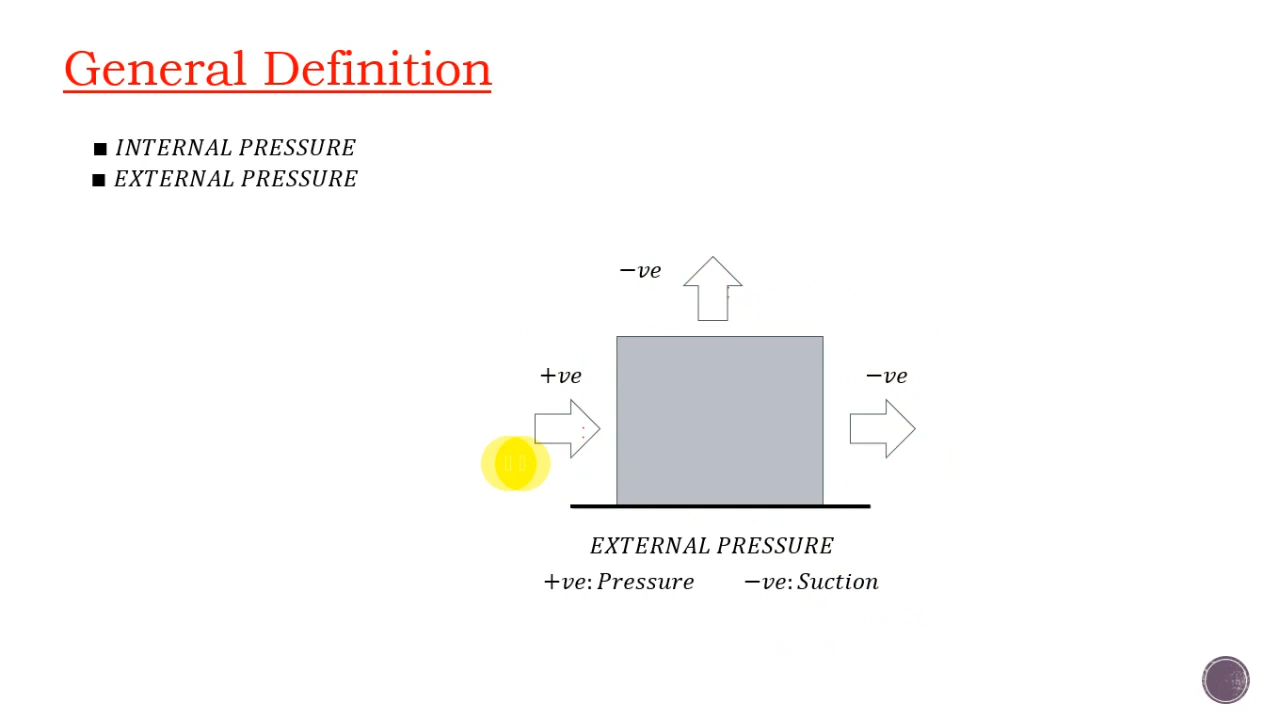 General Definition
■ INTERNAL PRESSURE
■ EXTERNAL PRESSURE
−ve
+ve
−ve
EXTERNAL PRESSURE
+ve: Pressure −ve: Suction